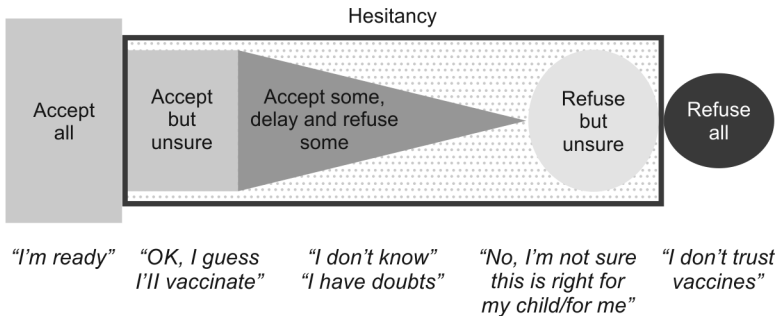 Hesitancy
Accept
all
Accept
but
unsure
Accept some,
delay and refuse
some
Refuse
but
unsure
Refuse
all
“I’m ready”
“OK, I guess
I’II vaccinate”
“I don’t know”
“I have doubts”
“No, I’m not sure
this is right for
my child/for me”
“I don’t trust
vaccines”